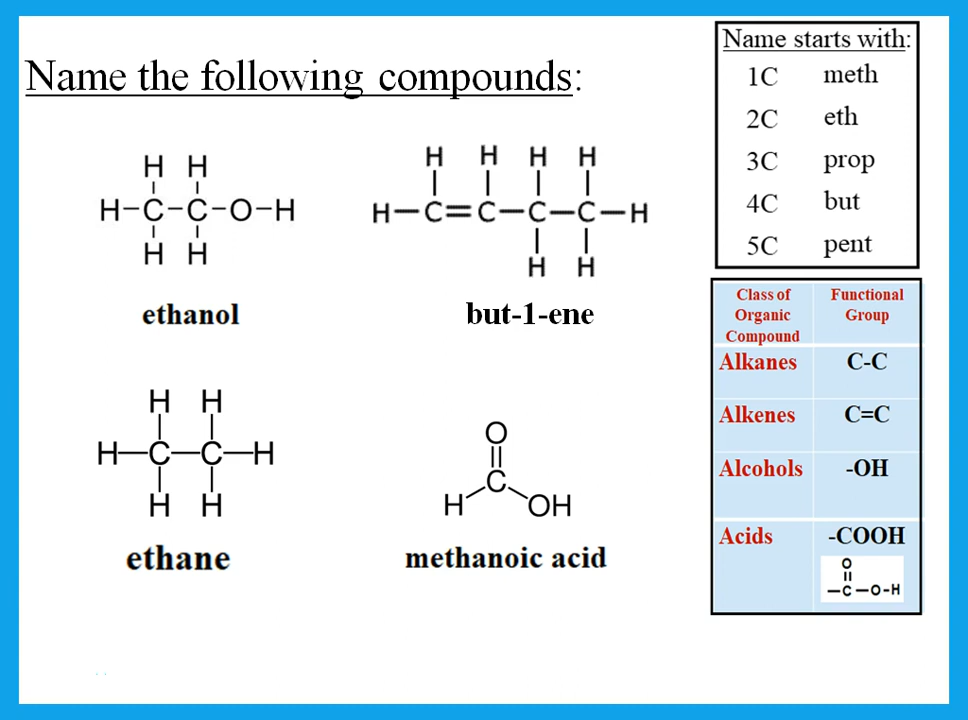 Name the following compounds:
H H
H-C-C-O-H
H H
ethanol
H H H H
H-C=C-C-C-H
H H
but-1-ene
H H
H-C-C-H
H H
ethane
O
C
H OH
methanoic acid
Name starts with:
1C meth
2C eth
3C prop
4C but
5C pent
Class of Organic Compound Functional Group
Alkanes C-C
Alkenes C=C
Alcohols -OH
Acids -COOH
O
-C-O-H